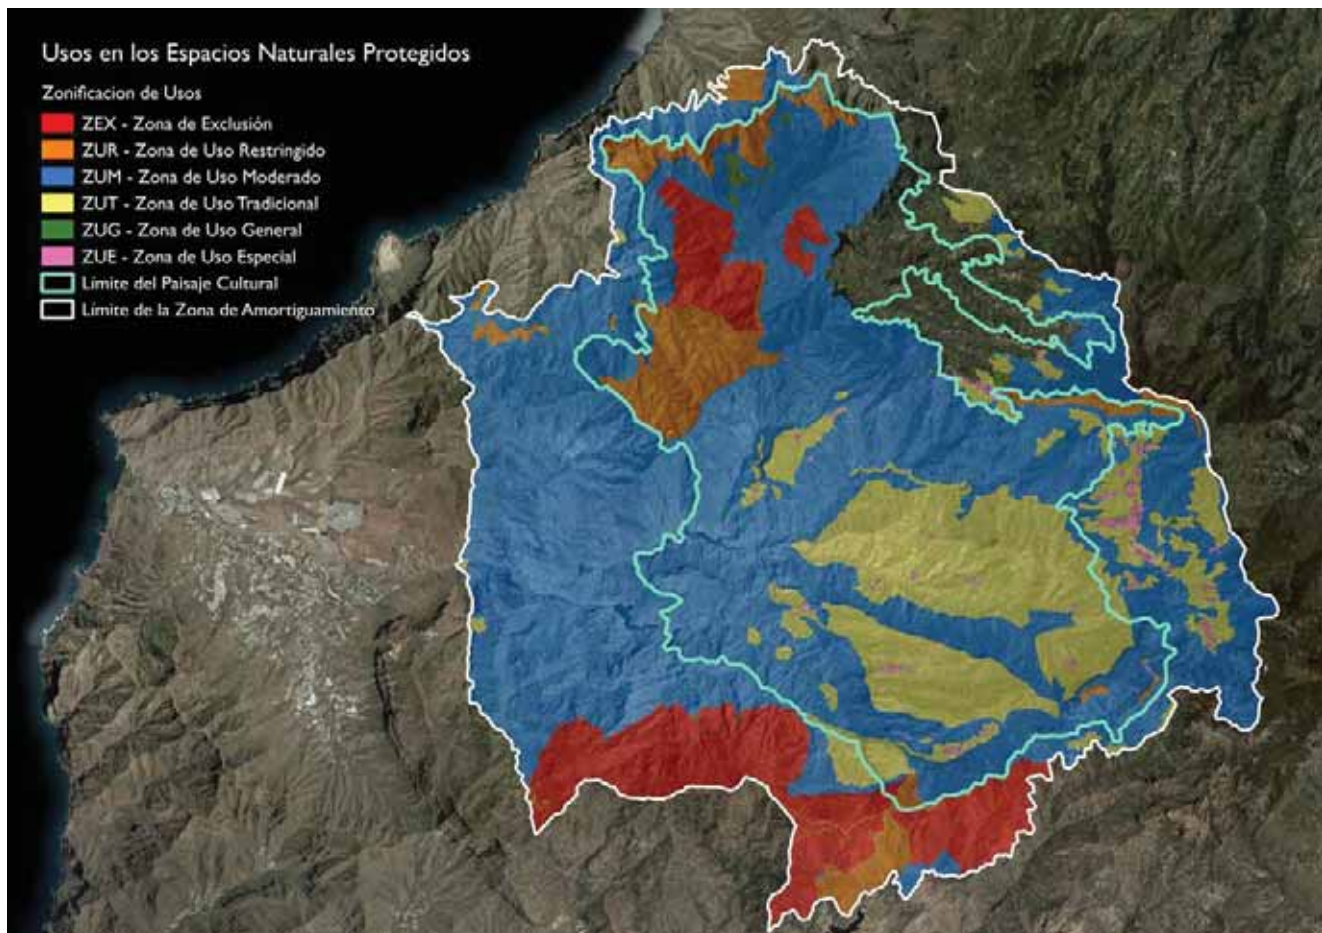 Usos en los Espacios Naturales Protegidos
Zonificacion de Usos
ZEX - Zona de Exclusión
ZUR - Zona de Uso Restringido
ZUM - Zona de Uso Moderado
ZUT - Zona de Uso Tradicional
ZUG - Zona de Uso General
ZUE - Zona de Uso Especial
Límite del Paisaje Cultural
Límite de la Zona de Amortiguamiento